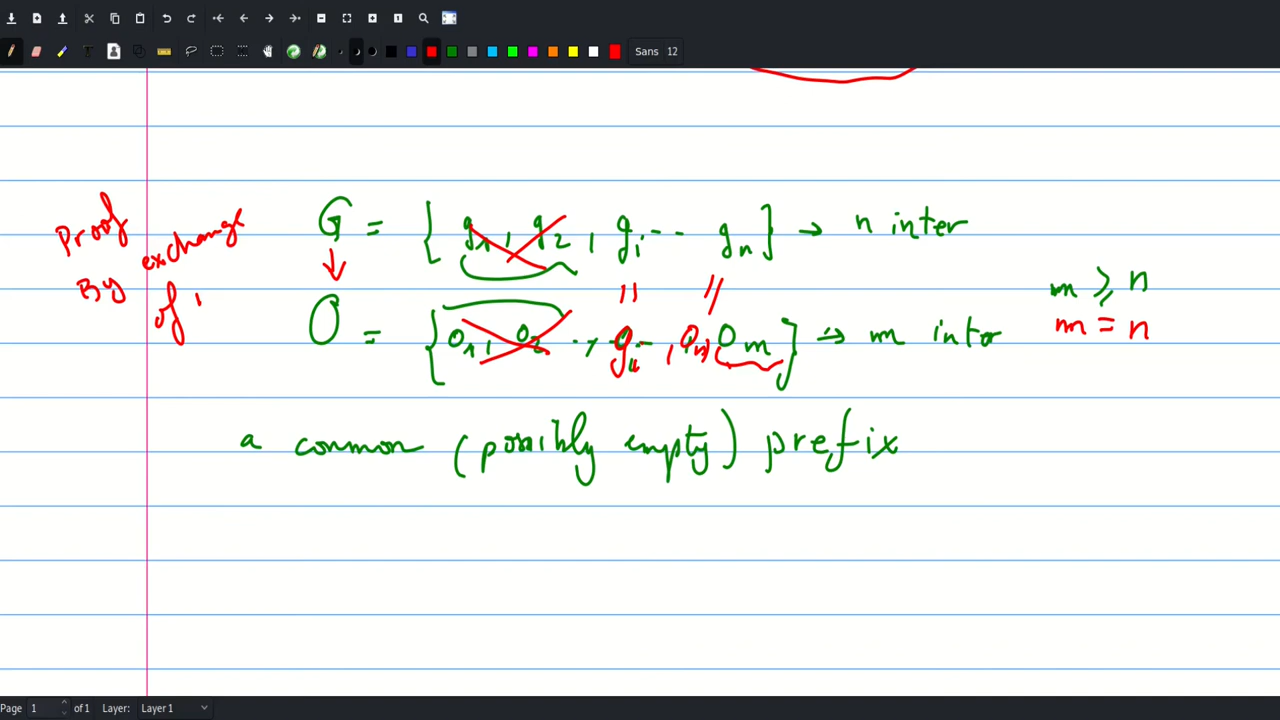 Sans 12
Proof
By exchange
of
G = { g1, g2, gi -- gn } → n inter
O = { o1, o2 , gi , on, om } ⇒ m inter
m ≥ n
m = n
a common (possibly empty) prefix
Page 1 of 1 Layer: Layer 1